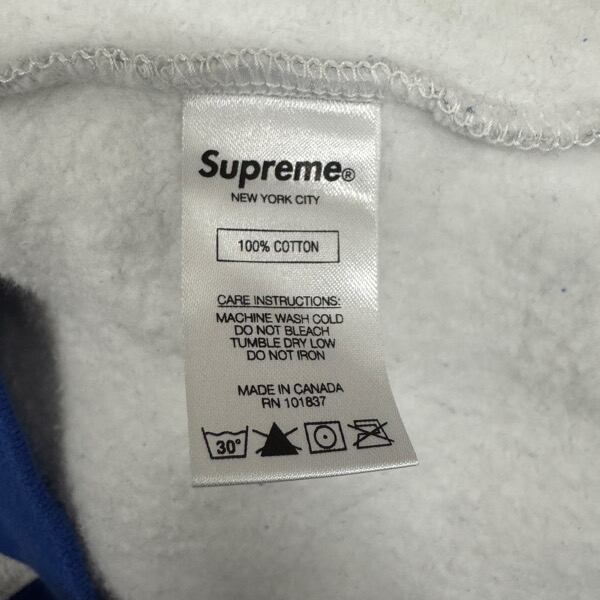 Supreme®
NEW YORK CITY
100% COTTON
CARE INSTRUCTIONS:
MACHINE WASH COLD
DO NOT BLEACH
TUMBLE DRY LOW
DO NOT IRON
MADE IN CANADA
RN 101837
30°